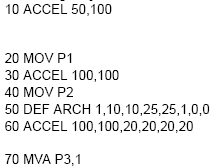 10 ACCEL 50,100
20 MOV P1
30 ACCEL 100,100
40 MOV P2
50 DEF ARCH 1,10,10,25,25,1,0,0
60 ACCEL 100,100,20,20,20,20
70 MVA P3,1